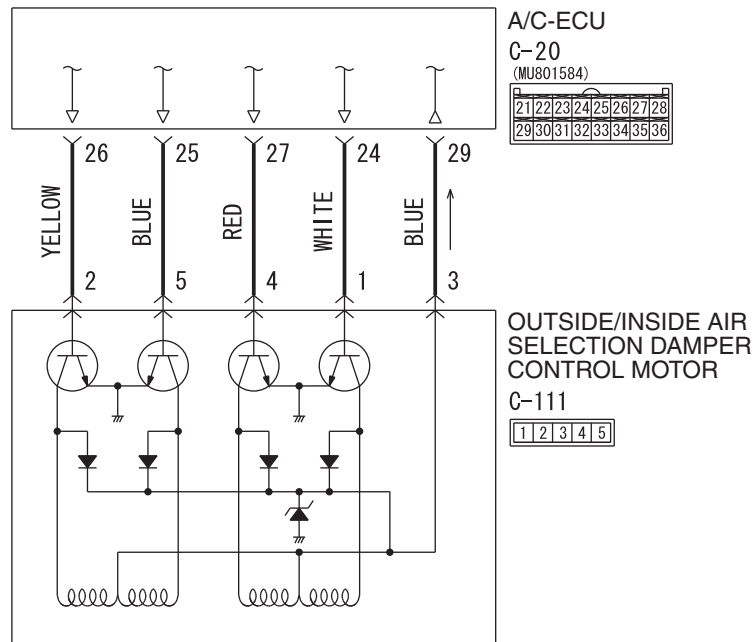 A/C-ECU
C-20
(MU801584)
21 22 23 24 25 26 27 28
29 30 31 32 33 34 35 36
26 25 27 24 29
YELLOW BLUE RED WHITE BLUE
2 5 4 1 3
OUTSIDE/INSIDE AIR
SELECTION DAMPER
CONTROL MOTOR
C-111
1 2 3 4 5